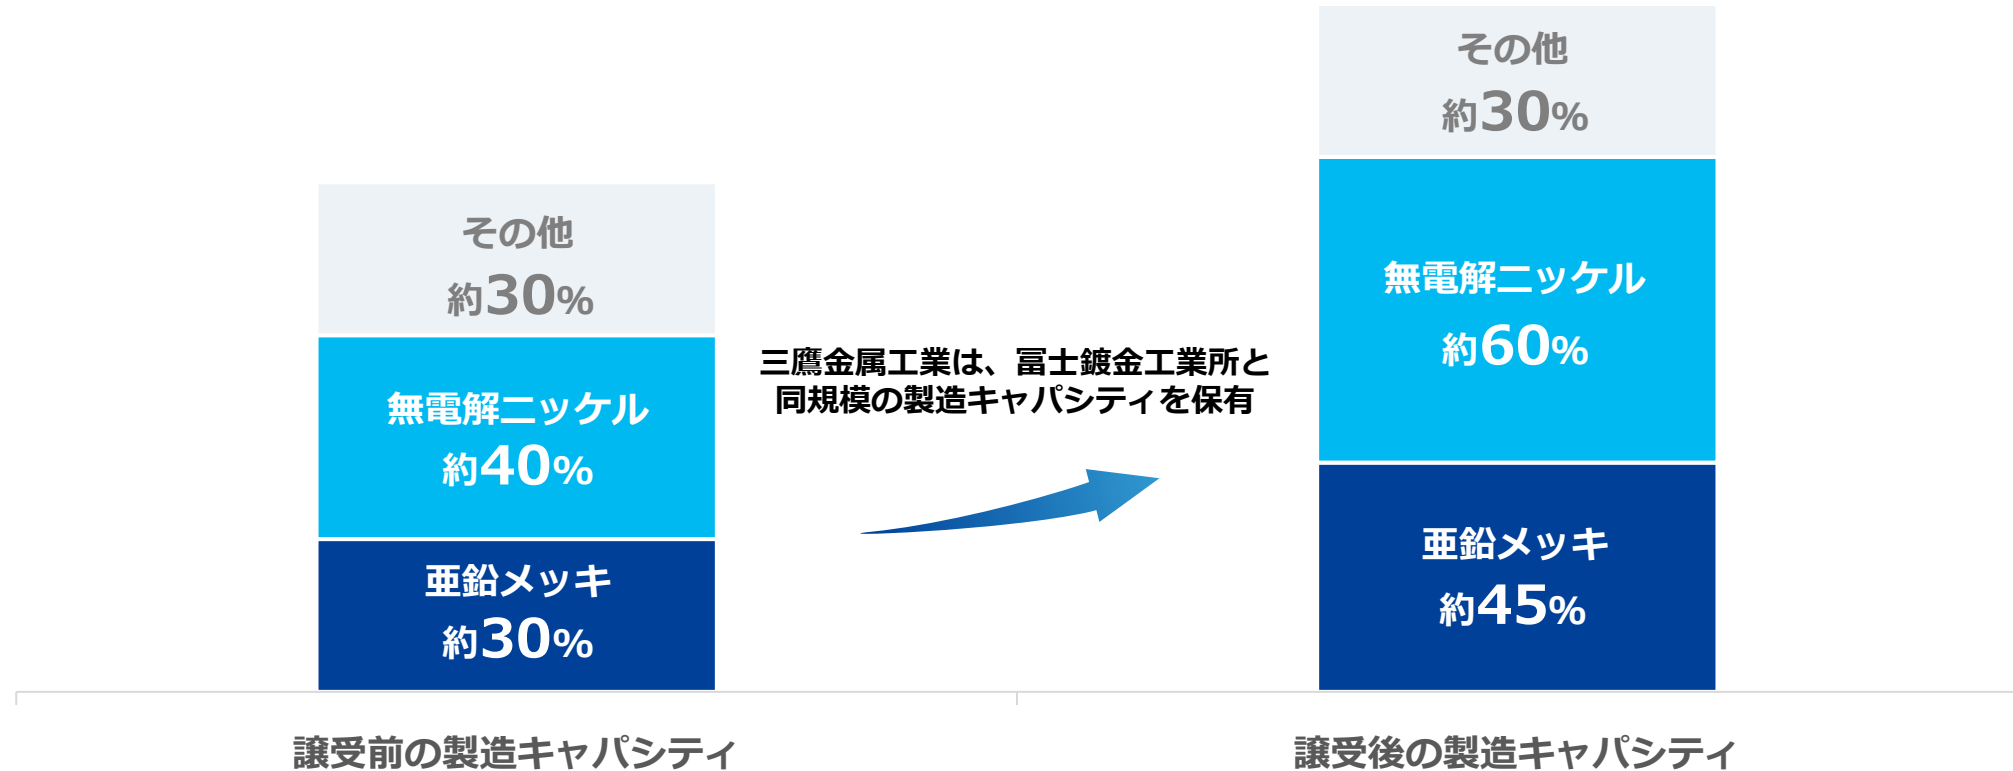 その他
約30%
無電解ニッケル
約40%
亜鉛メッキ
約30%
譲受前の製造キャパシティ
三鷹金属工業は、冨士鍍金工業所と
同規模の製造キャパシティを保有
その他
約30%
無電解ニッケル
約60%
亜鉛メッキ
約45%
譲受後の製造キャパシティ